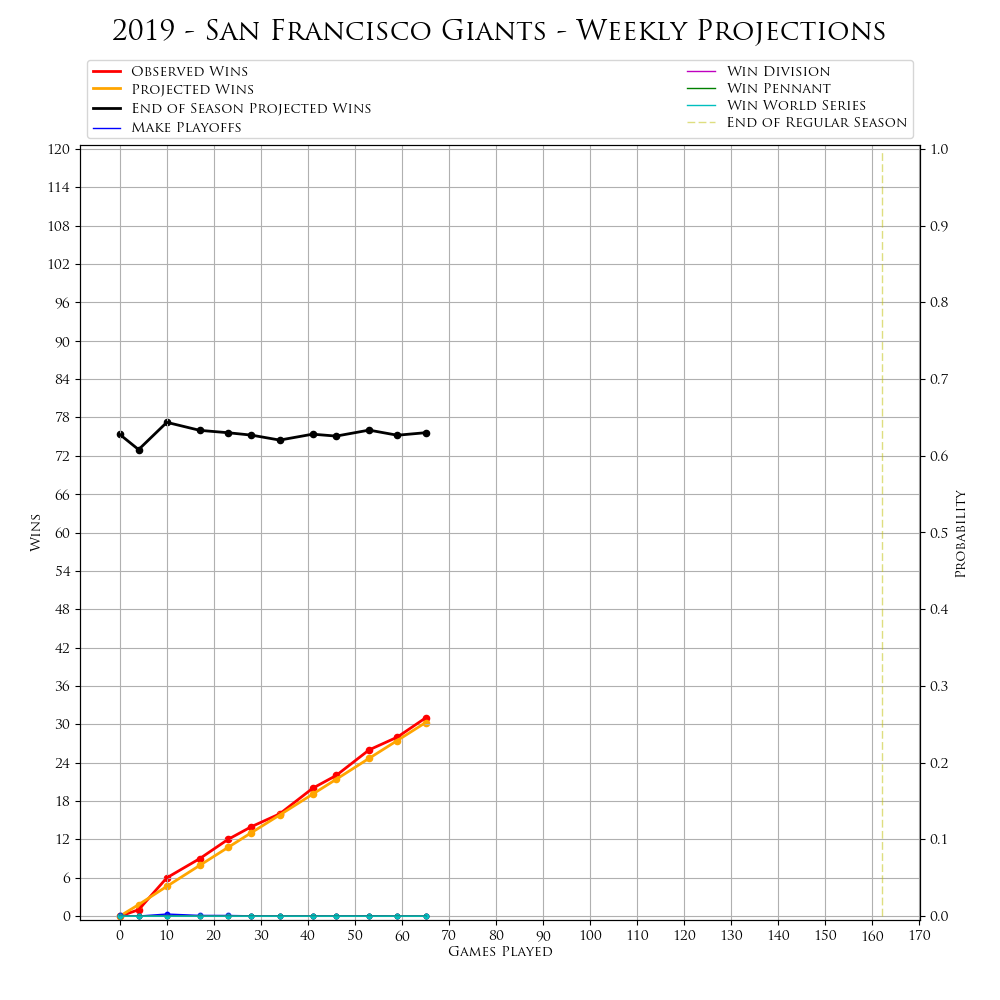 2019 - San Francisco Giants - Weekly Projections
Observed Wins
Projected Wins
End of Season Projected Wins
Make Playoffs
Win Division
Win Pennant
Win World Series
End of Regular Season
120
114
108
102
96
90
84
78
72
66
60
54
48
42
36
30
24
18
12
6
0
Wins
1.0
0.9
0.8
0.7
0.6
0.5
0.4
0.3
0.2
0.1
0.0
Probability
0 10 20 30 40 50 60 70 80 90 100 110 120 130 140 150 160 170
Games Played